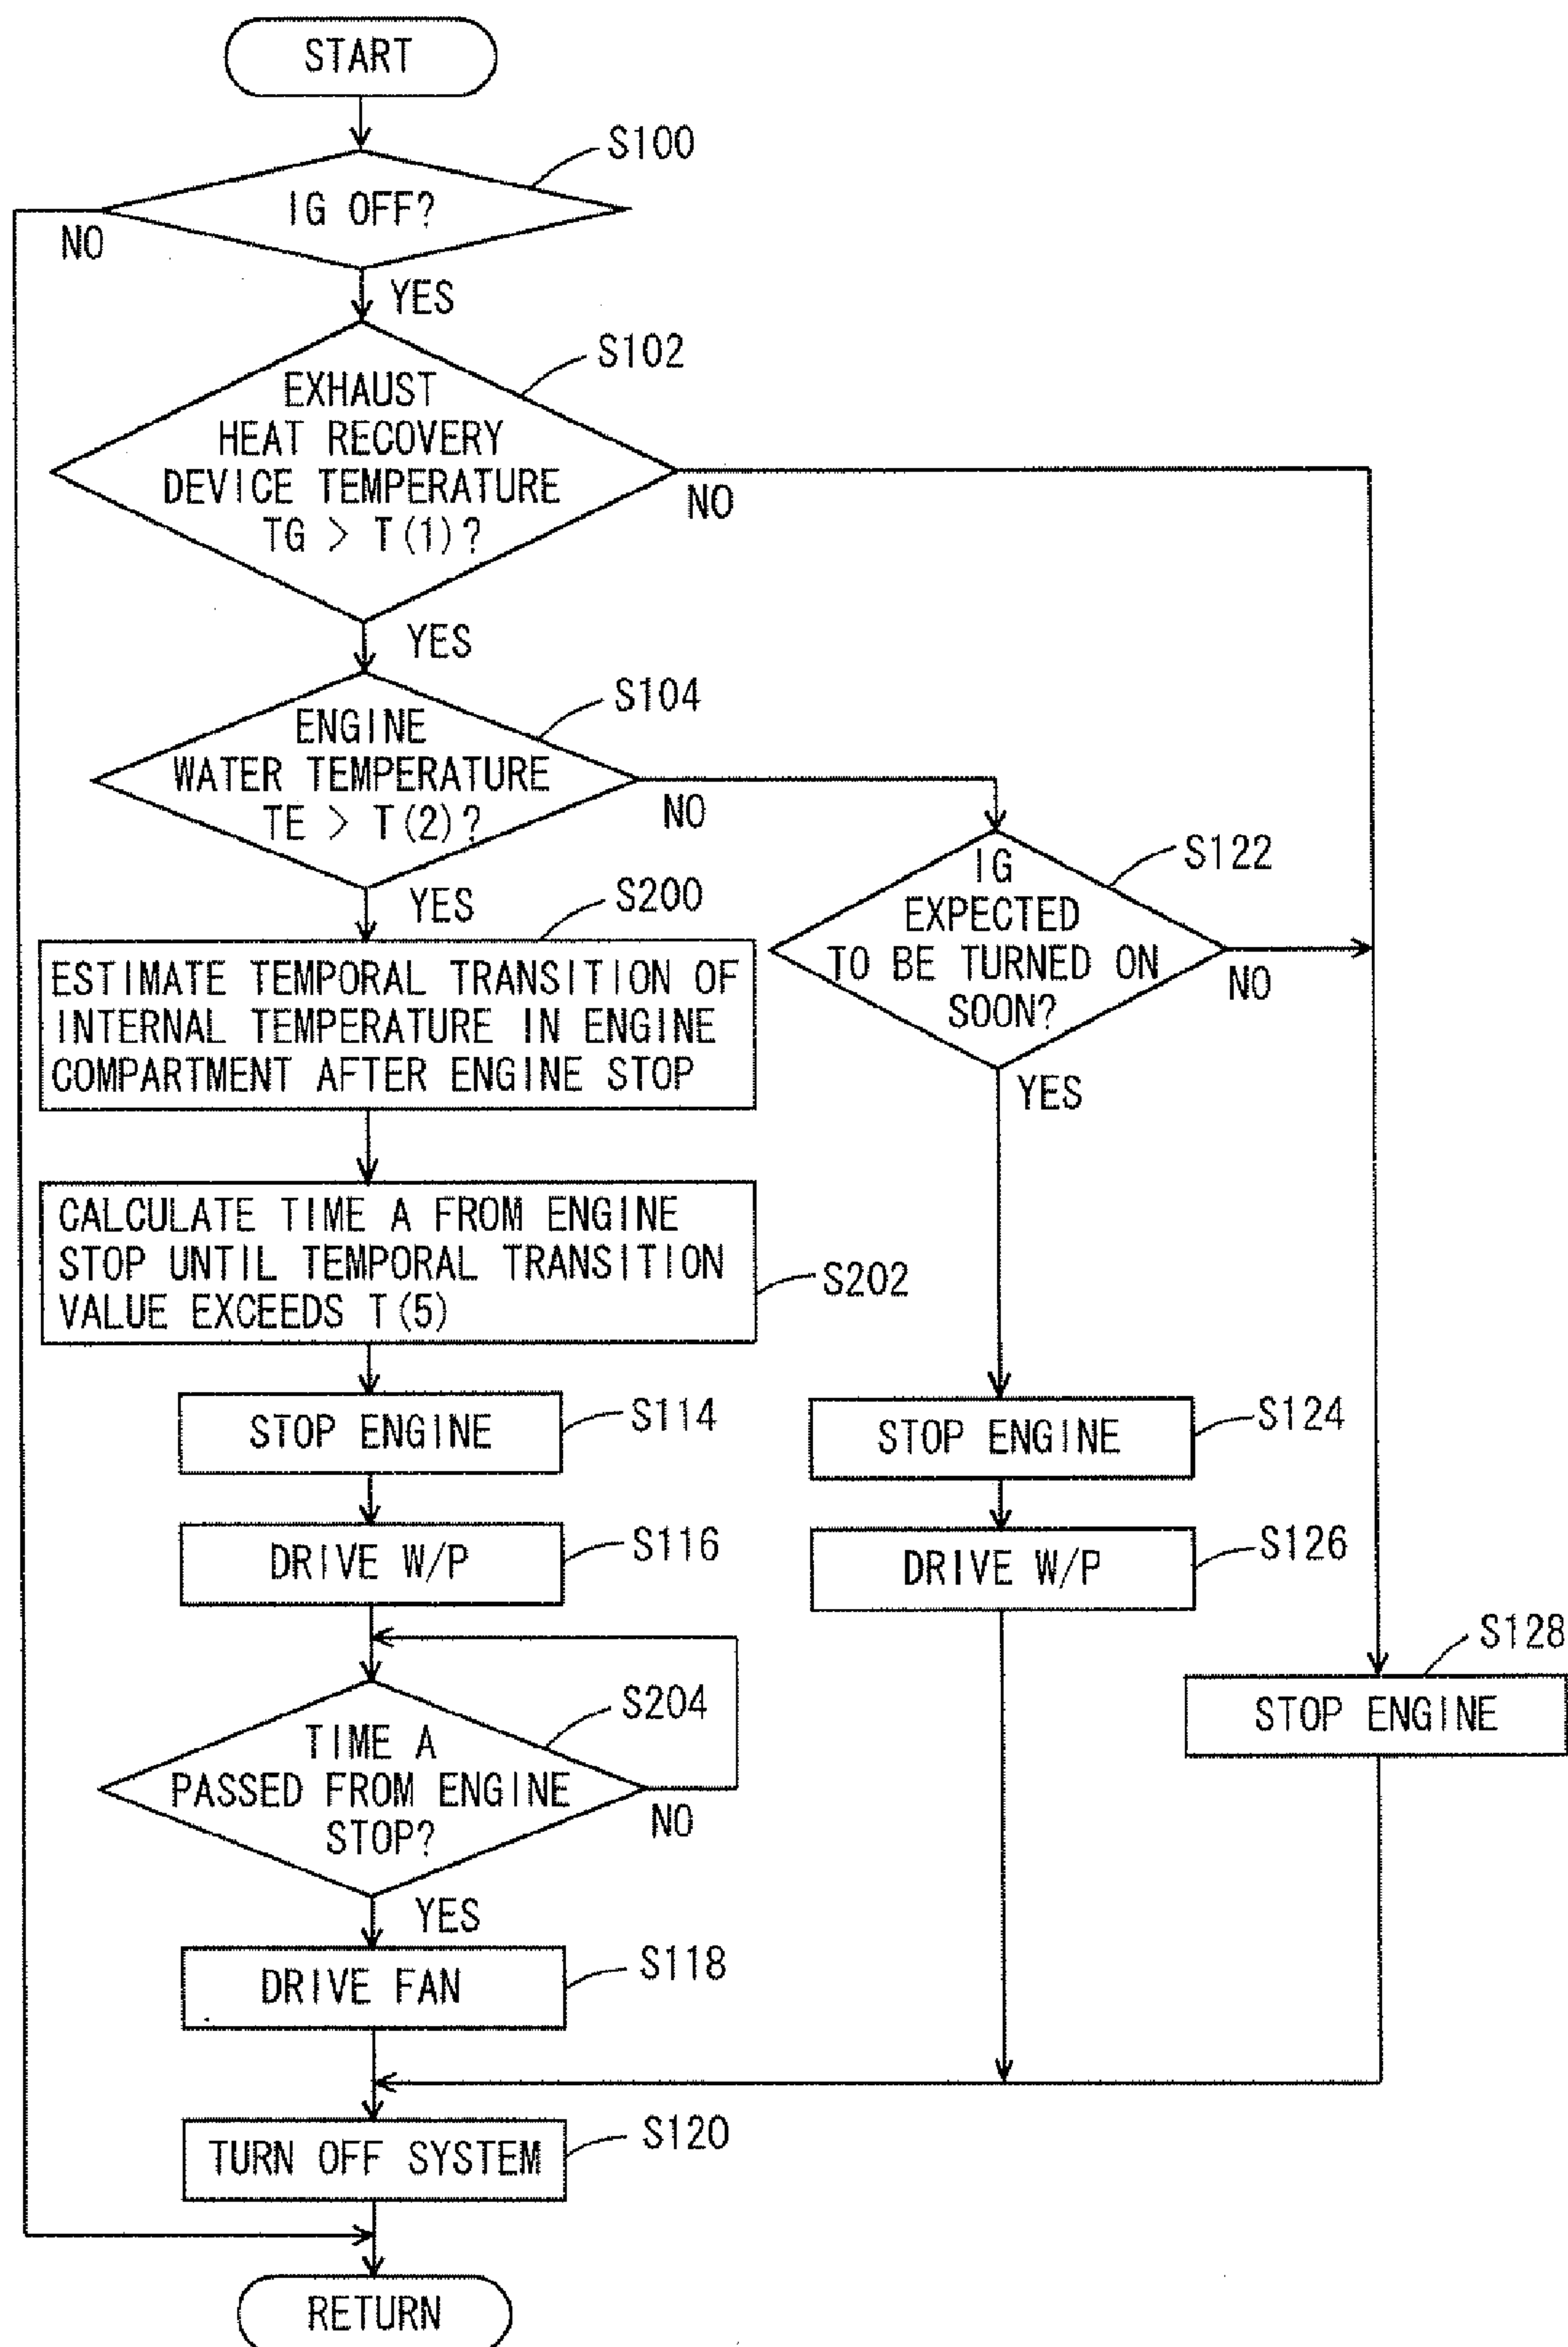 START
S100
IG OFF?
NO
YES
S102
EXHAUST
HEAT RECOVERY
DEVICE TEMPERATURE
TG > T(1)?
NO
YES
S104
ENGINE
WATER TEMPERATURE
TE > T(2)?
NO
YES
S122
IG
EXPECTED
TO BE TURNED ON
SOON?
NO
YES
S200
ESTIMATE TEMPORAL TRANSITION OF
INTERNAL TEMPERATURE IN ENGINE
COMPARTMENT AFTER ENGINE STOP
CALCULATE TIME A FROM ENGINE
STOP UNTIL TEMPORAL TRANSITION
VALUE EXCEEDS T(5)
S202
STOP ENGINE
S114
STOP ENGINE
S124
DRIVE W/P
S116
DRIVE W/P
S126
S128
STOP ENGINE
S204
TIME A
PASSED FROM ENGINE
STOP?
NO
YES
DRIVE FAN
S118
TURN OFF SYSTEM
S120
RETURN